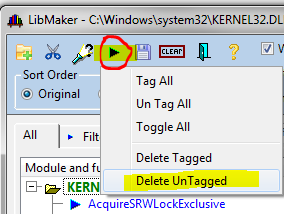 LibMaker - C:\Windows\system32\KERNEL32.DL
CLEAR
Sort Order
Original
Tag All
Un Tag All
Toggle All
Delete Tagged
Delete UnTagged
All
Filt
Module and fu
KERN
AcquireSRWLockExclusive